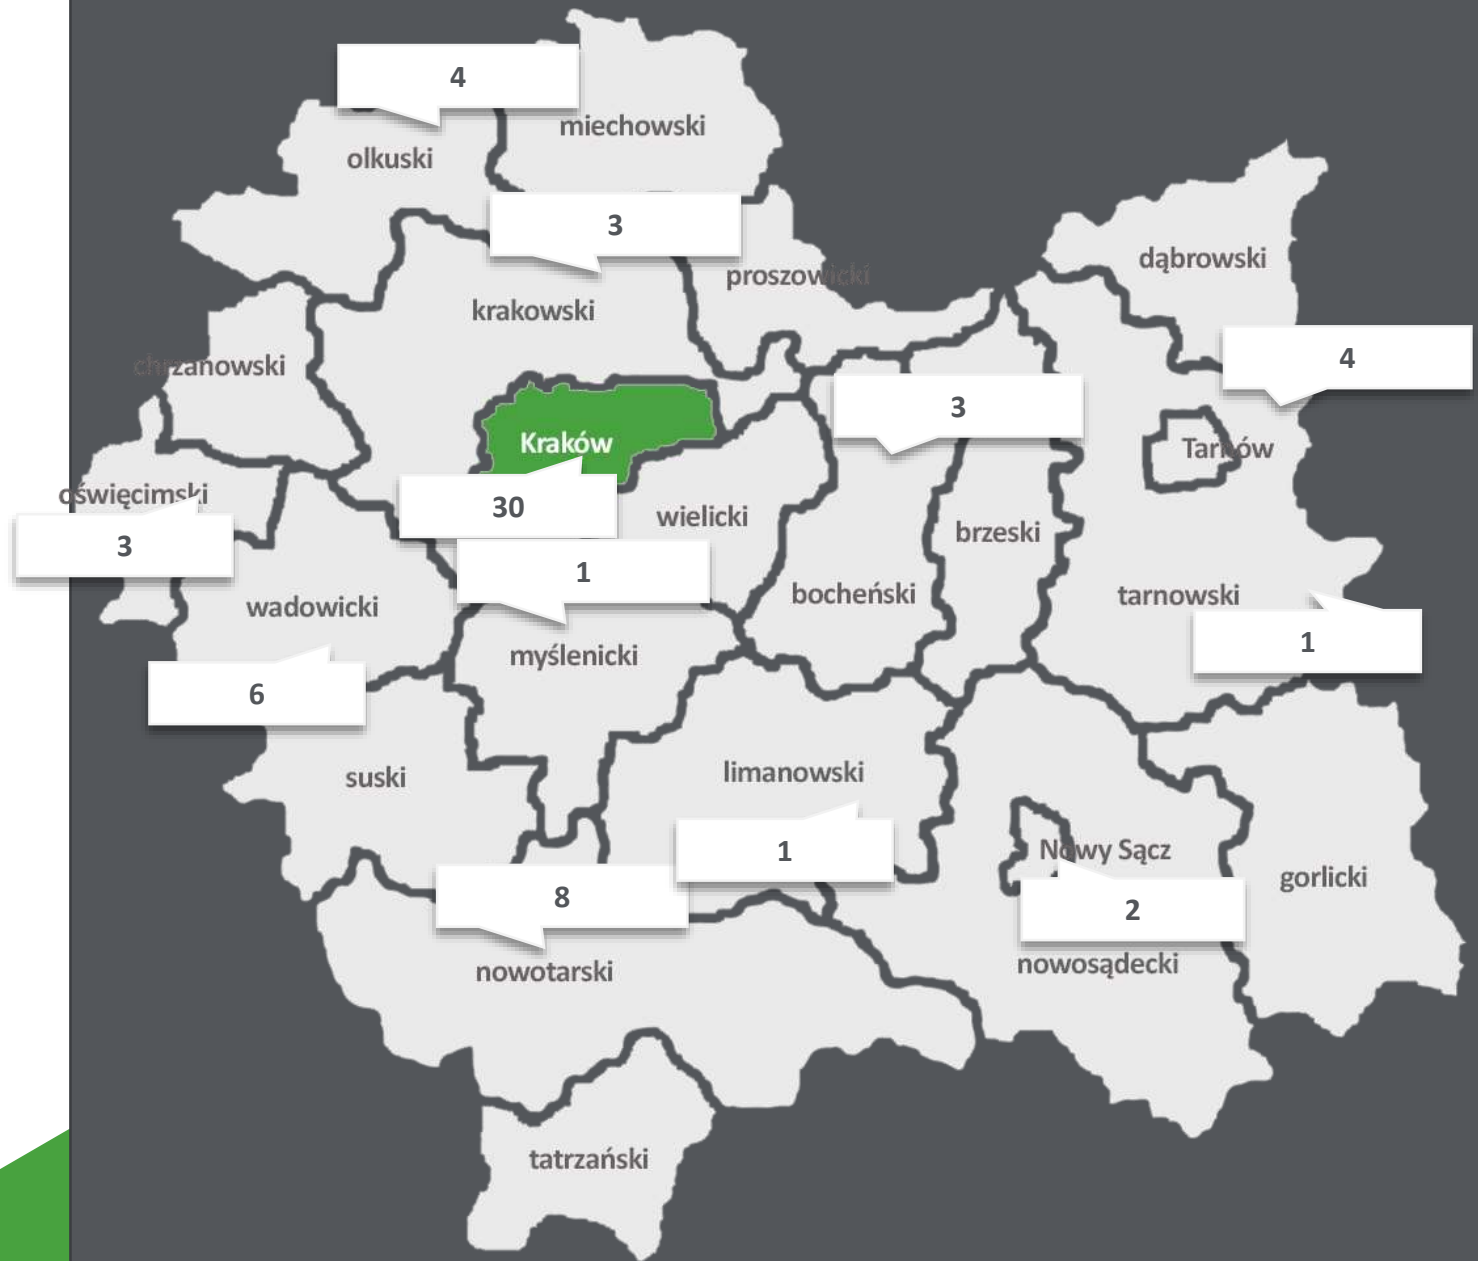 4
miechowski
olkuski
3
dąbrowski
proszowicki
krakowski
4
chrzanowski
3
Kraków
Tarnów
oświęcimski
30
wielicki
brzeski
3
1
bocheński
tarnowski
wadowicki
1
myślenicki
6
limanowski
suski
1
Nowy Sącz
gorlicki
8
2
nowosądecki
nowotarski
tatrzański